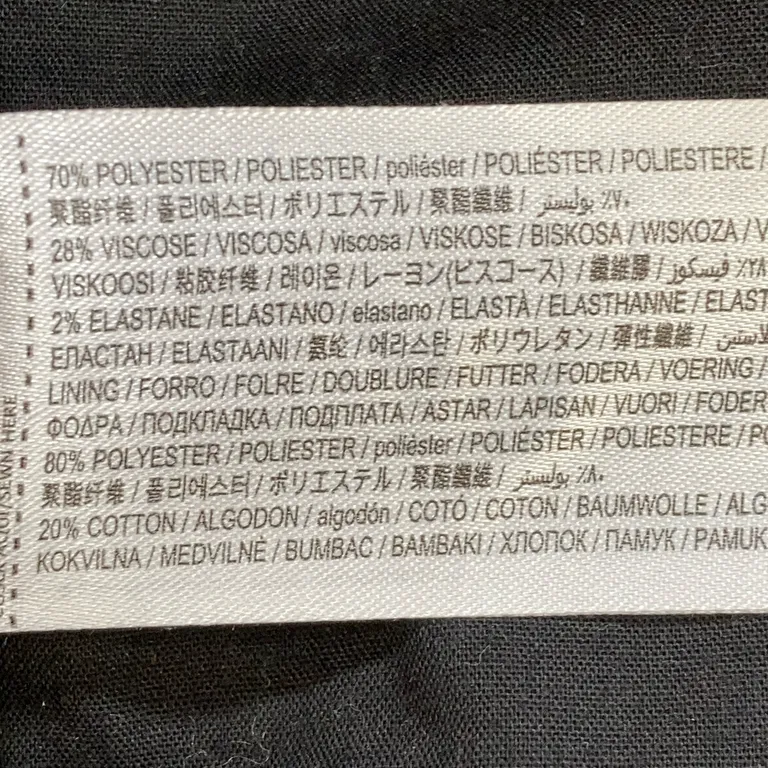 70% POLYESTER / POLIESTER / poliéster / POLIÉSTER / POLIESTERE /
聚酯纤维 / 폴리에스터 / ポリエステル / 聚酯纖維 / ٪٧٠ بوليستر
28% VISCOSE / VISCOSA / viscosa / VISKOSE / BISKOSA / WISKOZA / V
VISKOOSI / 粘胶纤维 / 레이온 / レーヨン(ビスコース) / 纖維膠 / ٪٢٨ فيسكوز
2% ELASTANE / ELASTANO / elastano / ELASTÀ / ELASTHANNE / ELAST
ЕЛАСТАН / ELASTAANI / 氨纶 / 에라스탄 / ポリウレタン / 彈性纖維 /
LINING / FORRO / FOLRE / DOUBLURE / FUTTER / FODERA / VOERING /
ΦΟΔΡΑ / ПОДКЛАДКА / ПОДПЛАТА / ASTAR / LAPISAN / VUORI / FODER
80% POLYESTER / POLIESTER / poliéster / POLIÉSTER / POLIESTERE / PO
聚酯纤维 / 폴리에스터 / ポリエステル / 聚酯纖維 / ٪٨٠ بوليستر
20% COTTON / ALGODON / algodón / COTÓ / COTON / BAUMWOLLE / ALG
KOKVILNA / MEDVILNĖ / BUMBAC / BAMBAKI / ХЛОПОК / ПАМУК / PAMUK
SEWN HERE